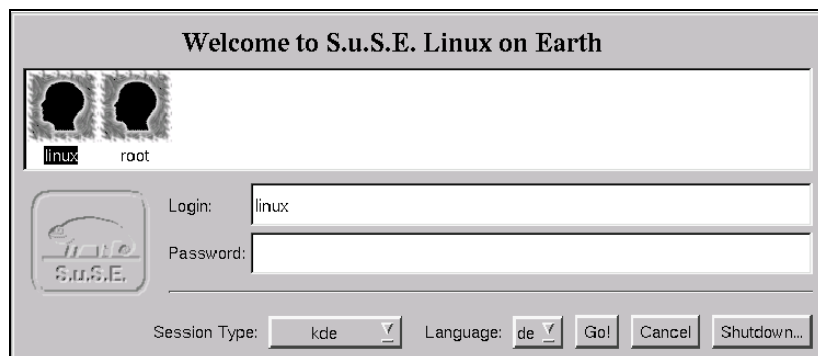 Welcome to S.u.S.E. Linux on Earth
linux root
Login: linux
Password:
S.u.S.E.
Session Type: kde Language: de Go! Cancel Shutdown...